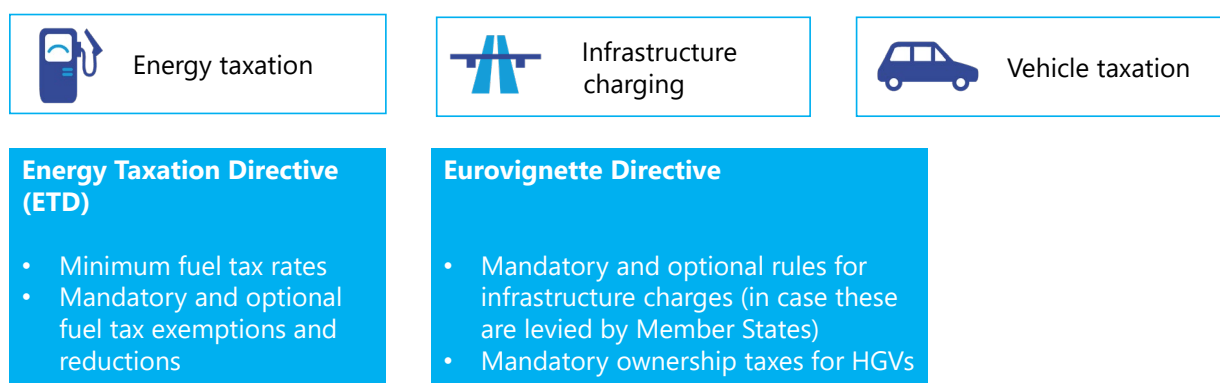 Energy taxation
Infrastructure
charging
Vehicle taxation
Energy Taxation Directive
(ETD)
• Minimum fuel tax rates
• Mandatory and optional
fuel tax exemptions and
reductions
Eurovignette Directive
• Mandatory and optional rules for
infrastructure charges (in case these
are levied by Member States)
• Mandatory ownership taxes for HGVs